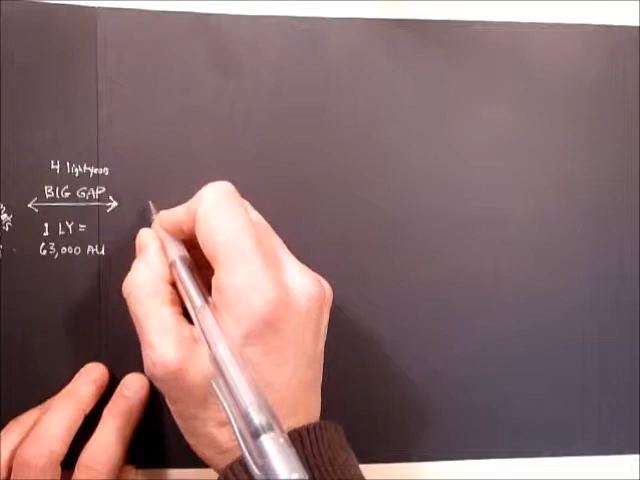 4 lightyears
BIG GAP
1 LY =
63,000 AU